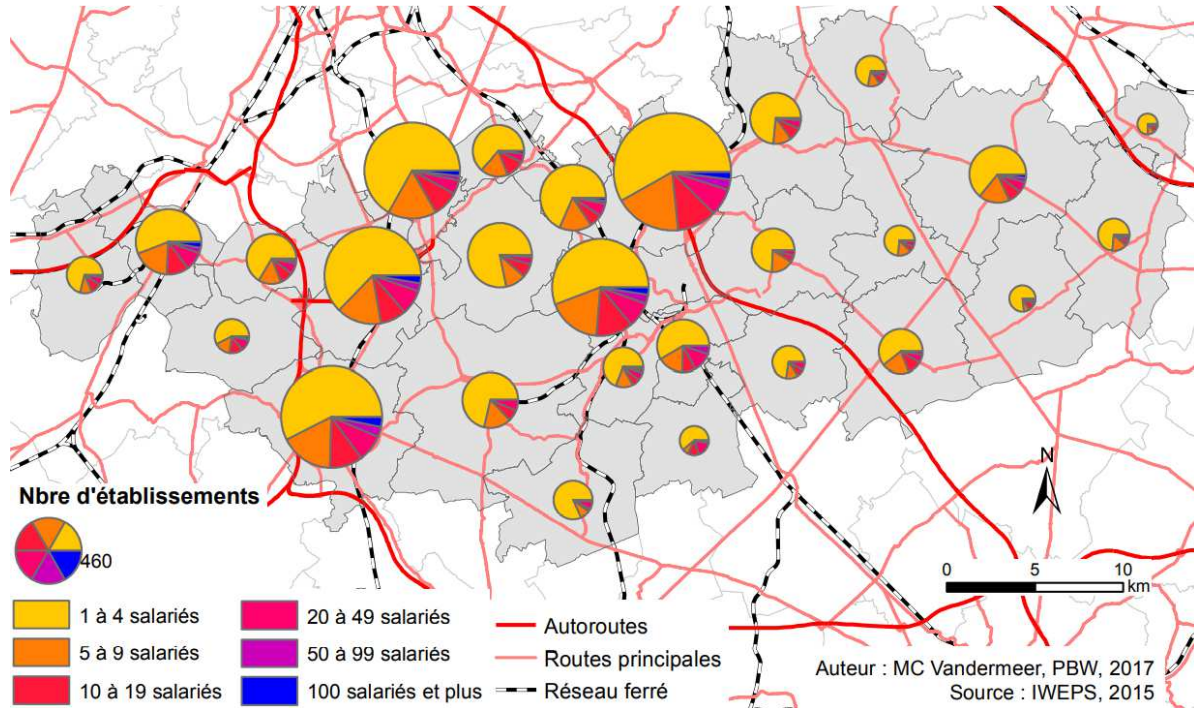 N
Nbre d'établissements
460
1 à 4 salariés
5 à 9 salariés
10 à 19 salariés
20 à 49 salariés
50 à 99 salariés
100 salariés et plus
Autoroutes
Routes principales
Réseau ferré
0 5 10
km
Auteur : MC Vandermeer, PBW, 2017
Source : IWEPS, 2015